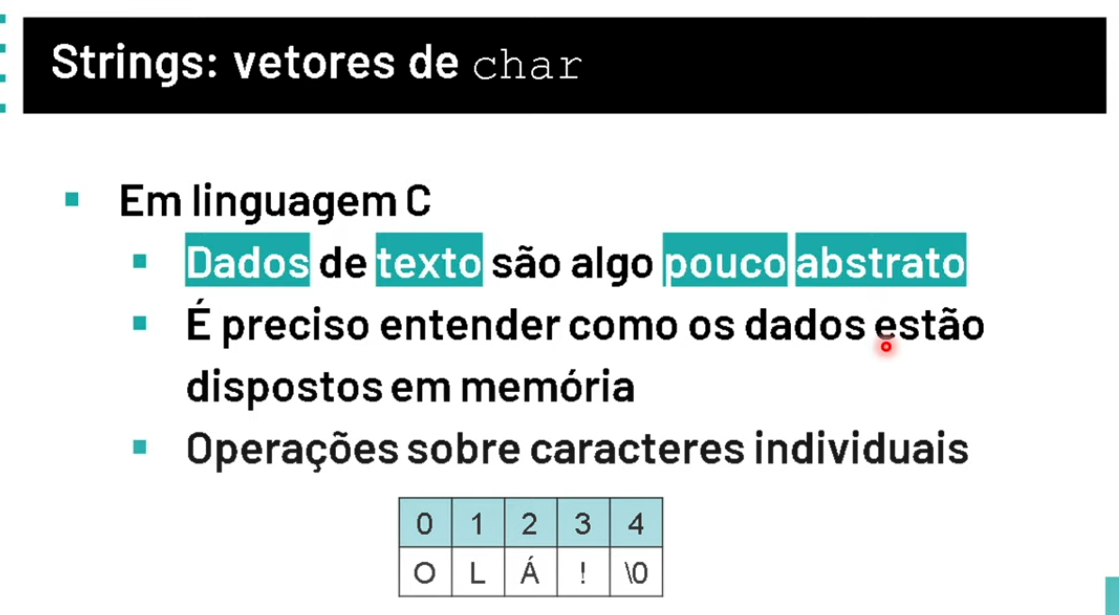 Strings: vetores de char
Em linguagem C
Dados de texto são algo pouco abstrato
É preciso entender como os dados estão
dispostos em memória
Operações sobre caracteres individuais
0 1 2 3 4
O L Á ! \0